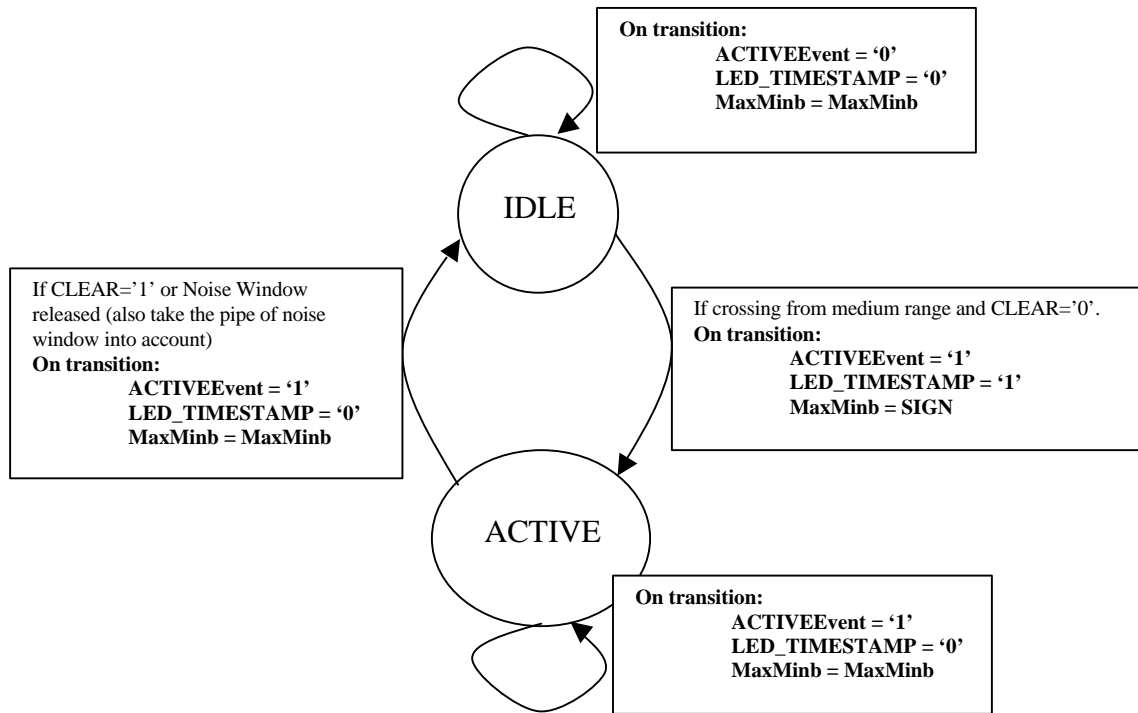 On transition:
ACTIVEEvent = ‘0’
LED_TIMESTAMP = ‘0’
MaxMinb = MaxMinb
IDLE
If CLEAR=’1’ or Noise Window
released (also take the pipe of noise
window into account)
On transition:
ACTIVEEvent = ‘1’
LED_TIMESTAMP = ‘0’
MaxMinb = MaxMinb
If crossing from medium range and CLEAR=’0’.
On transition:
ACTIVEEvent = ‘1’
LED_TIMESTAMP = ‘1’
MaxMinb = SIGN
ACTIVE
On transition:
ACTIVEEvent = ‘1’
LED_TIMESTAMP = ‘0’
MaxMinb = MaxMinb